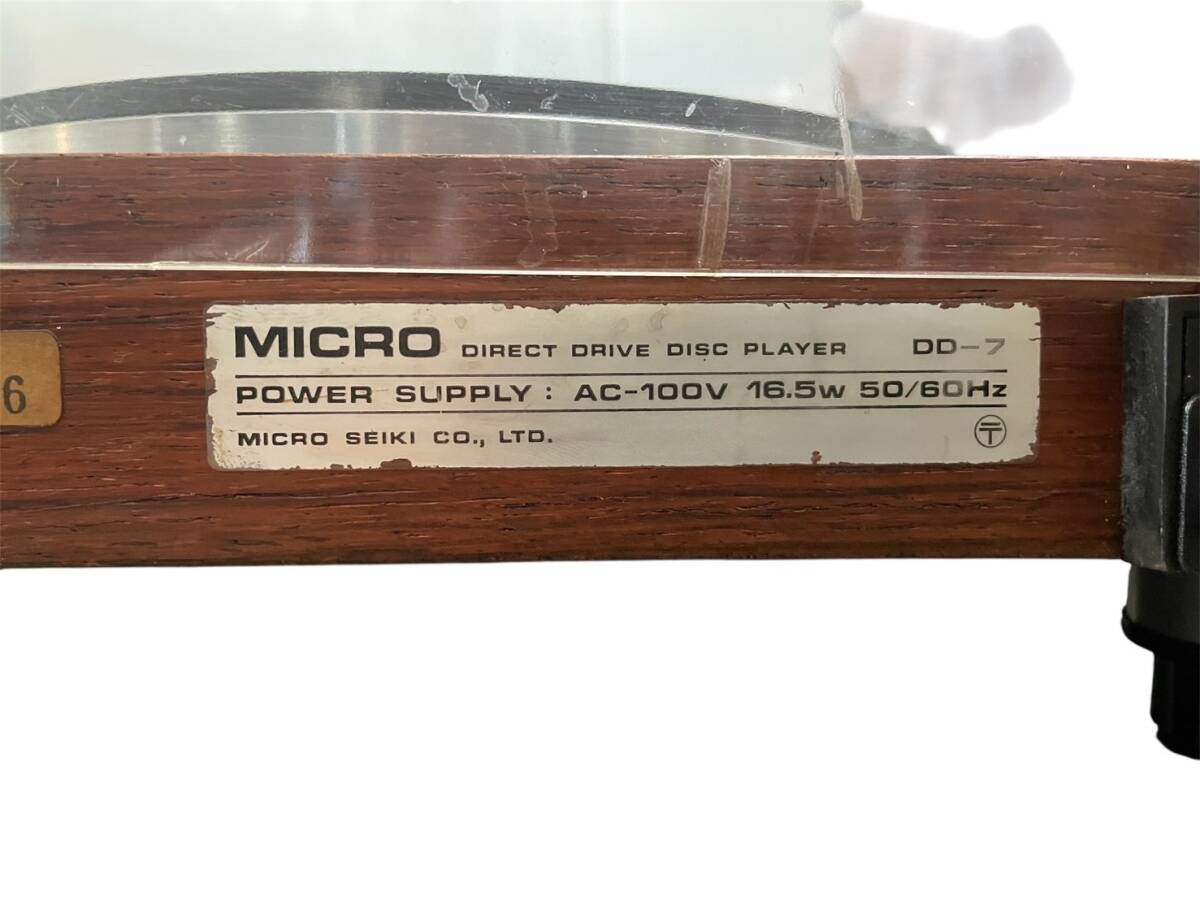 MICRO DIRECT DRIVE DISC PLAYER DD-7
POWER SUPPLY : AC-100V 16.5W 50/60Hz
MICRO SEIKI CO., LTD. 〒
6